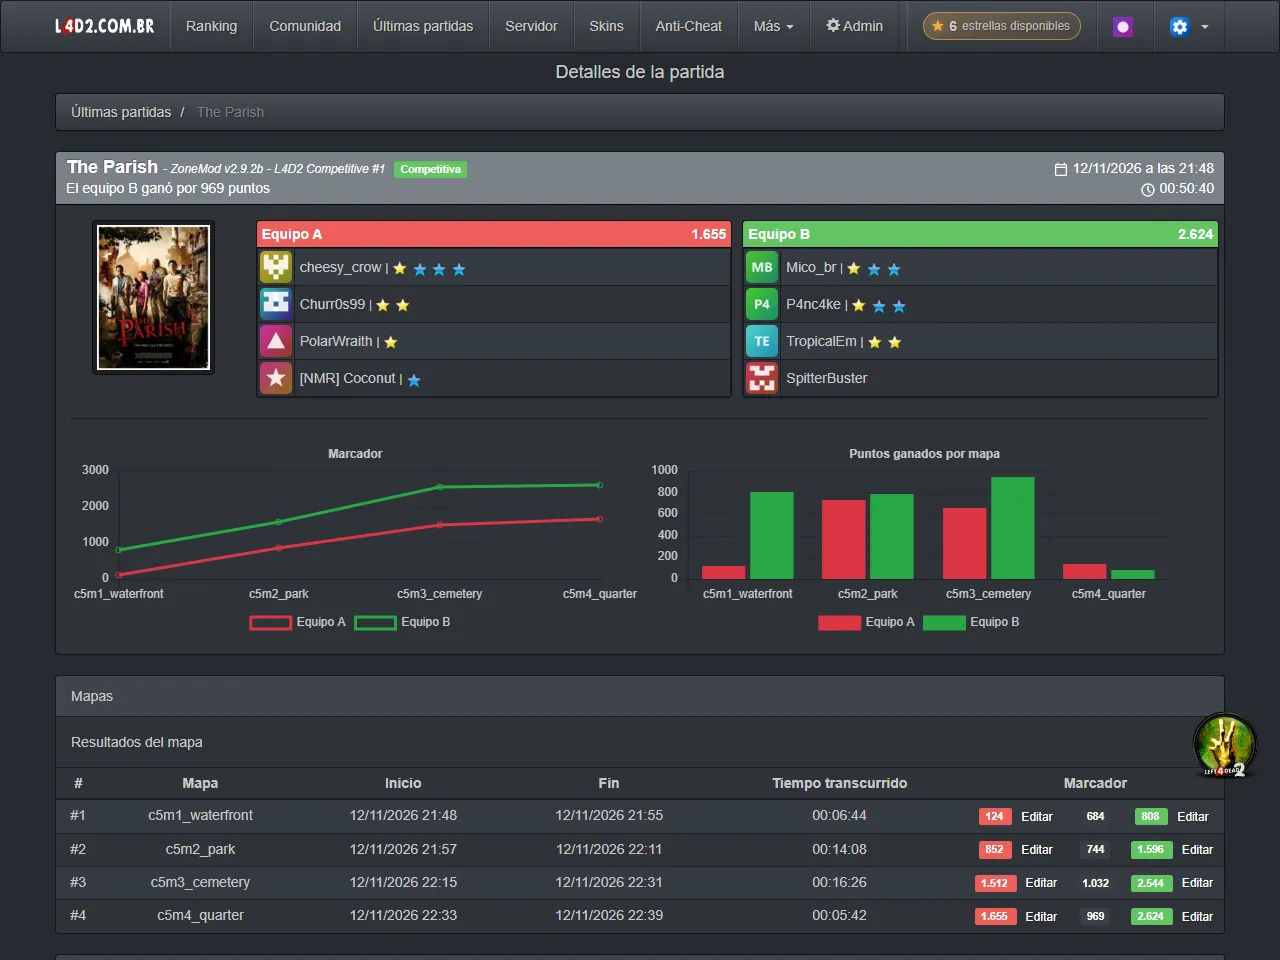 L4D2.COM.BR Ranking Comunidad Últimas partidas Servidor Skins Anti-Cheat Más Admin 6 estrellas disponibles
Detalles de la partida
Últimas partidas / The Parish
The Parish - ZoneMod v2.9.2b - L4D2 Competitive #1 Competitiva 12/11/2026 a las 21:48
El equipo B ganó por 969 puntos 00:50:40
THE PARISH
Equipo A 1.655
cheesy_crow |
Churr0s99 |
PolarWraith |
[NMR] Coconut |
Equipo B 2.624
MB Mico_br |
P4 P4nc4ke |
TE TropicalEm |
SpitterBuster
Marcador
3000
2000
1000
0
c5m1_waterfront c5m2_park c5m3_cemetery c5m4_quarter
Equipo A Equipo B
Puntos ganados por mapa
1000
800
600
400
200
0
c5m1_waterfront c5m2_park c5m3_cemetery c5m4_quarter
Equipo A Equipo B
Mapas
Resultados del mapa
LEFT 4 DEAD 2
# Mapa Inicio Fin Tiempo transcurrido Marcador
#1 c5m1_waterfront 12/11/2026 21:48 12/11/2026 21:55 00:06:44 124 Editar 684 808 Editar
#2 c5m2_park 12/11/2026 21:57 12/11/2026 22:11 00:14:08 852 Editar 744 1.596 Editar
#3 c5m3_cemetery 12/11/2026 22:15 12/11/2026 22:31 00:16:26 1.512 Editar 1.032 2.544 Editar
#4 c5m4_quarter 12/11/2026 22:33 12/11/2026 22:39 00:05:42 1.655 Editar 969 2.624 Editar